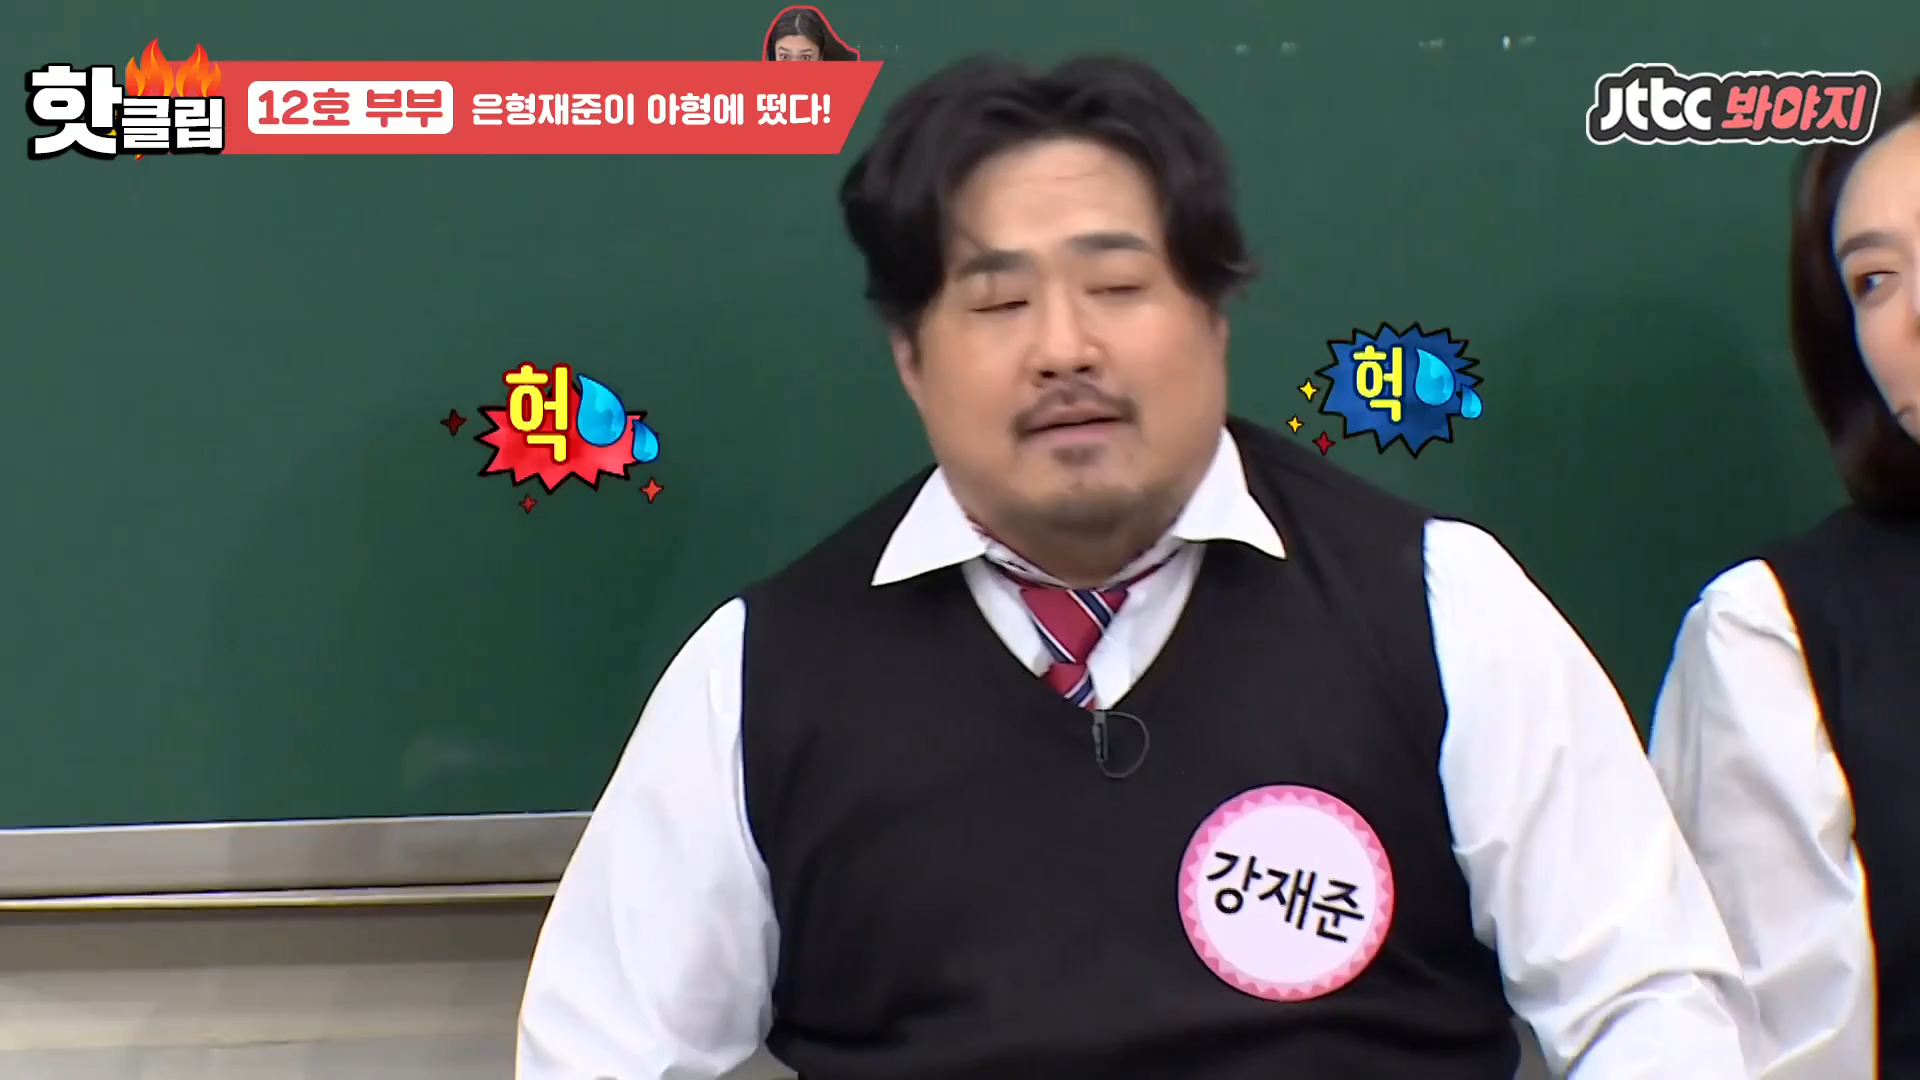 핫클립
12호 부부 은형재준이 아형에 떴다!
jtbc 봐야지
헉
헉
강재준